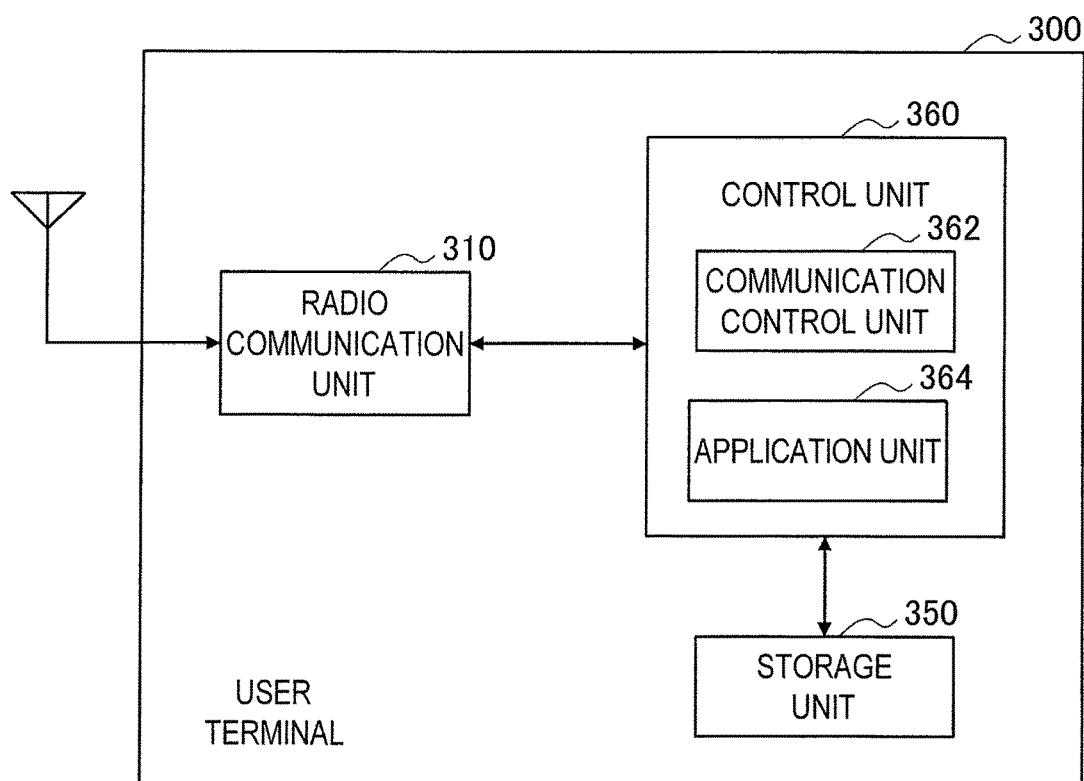 300
360
CONTROL UNIT
362
COMMUNICATION
CONTROL UNIT
310
RADIO
COMMUNICATION
UNIT
364
APPLICATION UNIT
350
STORAGE
UNIT
USER
TERMINAL